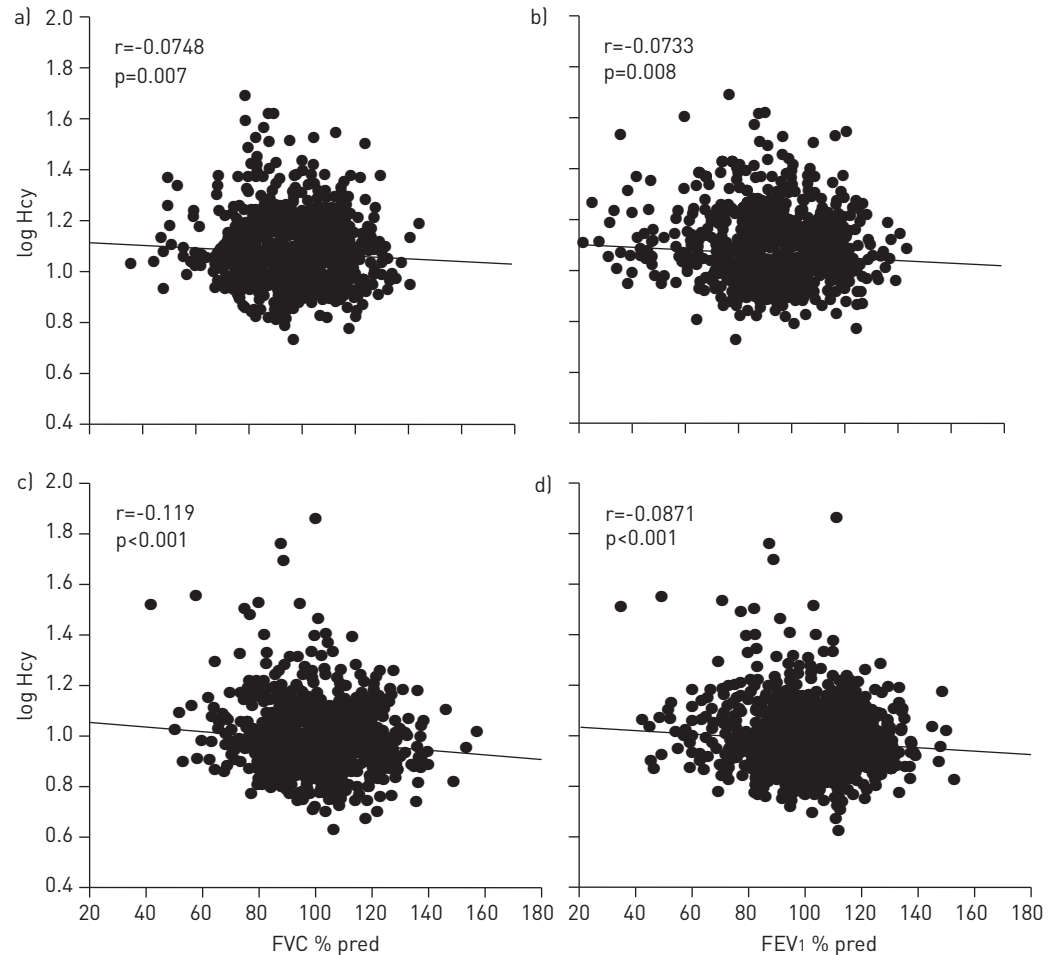 a)
r=-0.0748
p=0.007
2.0
1.8
1.6
1.4
1.2
1.0
0.8
0.6
0.4
log Hcy
b)
r=-0.0733
p=0.008
c)
r=-0.119
p<0.001
2.0
1.8
1.6
1.4
1.2
1.0
0.8
0.6
0.4
log Hcy
20 40 60 80 100 120 140 160 180
FVC % pred
d)
r=-0.0871
p<0.001
20 40 60 80 100 120 140 160 180
FEV1 % pred